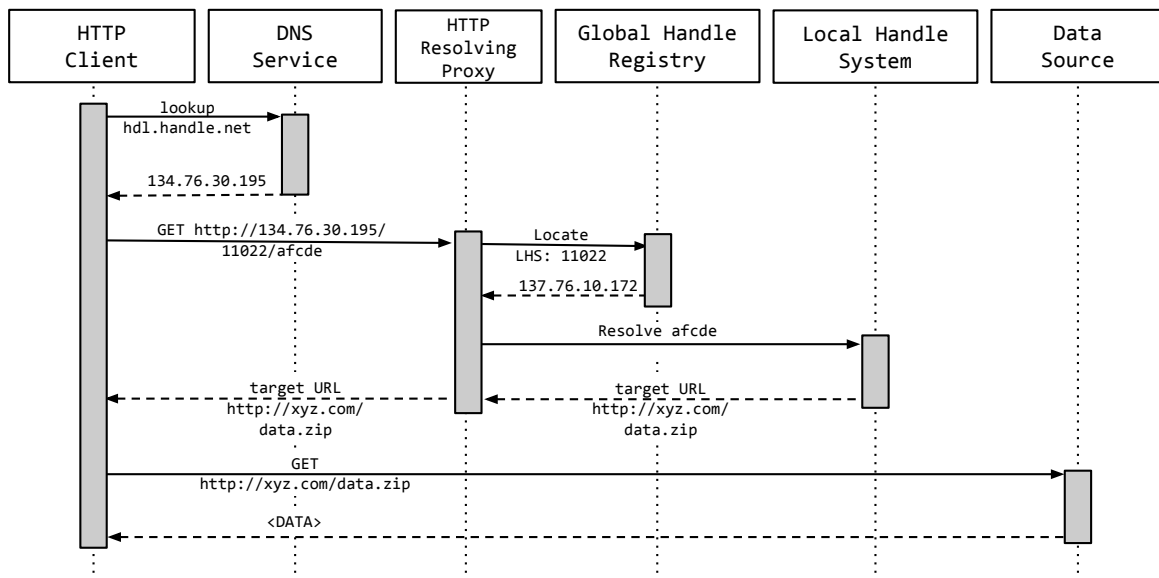 HTTP
Client
DNS
Service
HTTP
Resolving
Proxy
Global Handle
Registry
Local Handle
System
Data
Source
lookup
hdl.handle.net
134.76.30.195
GET http://134.76.30.195/
11022/afcde
Locate
LHS: 11022
137.76.10.172
Resolve afcde
target URL
http://xyz.com/
data.zip
target URL
http://xyz.com/
data.zip
GET
http://xyz.com/data.zip
<DATA>